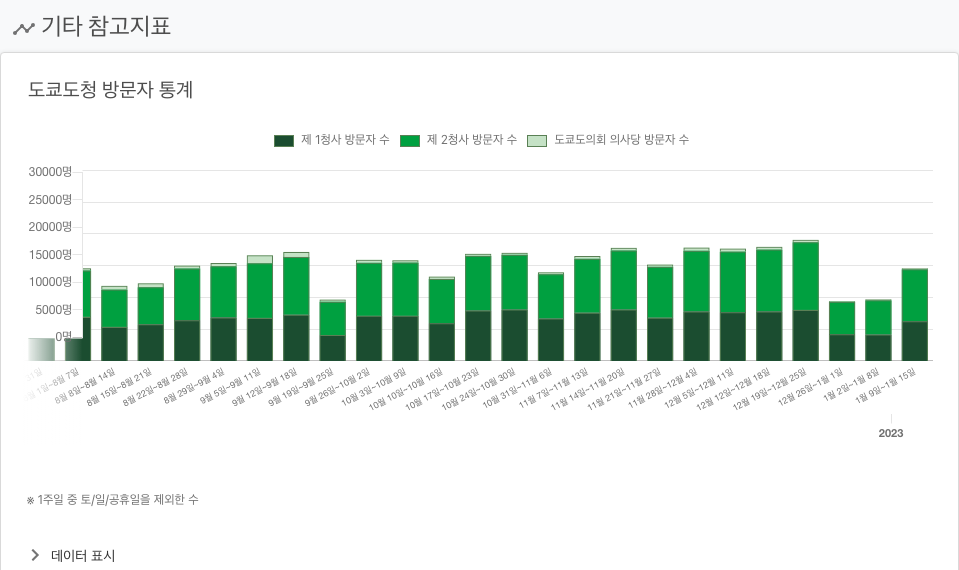 기타 참고지표
도쿄도청 방문자 통계
제 1청사 방문자 수 제 2청사 방문자 수 도쿄도의회 의사당 방문자 수
30000명
25000명
20000명
15000명
10000명
5000명
0명
1일~8월 7일
8월 8일~8월 14일
8월 15일~8월 21일
8월 22일~8월 28일
8월 29일~9월 4일
9월 5일~9월 11일
9월 12일~9월 18일
9월 19일~9월 25일
9월 26일~10월 2일
10월 3일~10월 9일
10월 10일~10월 16일
10월 17일~10월 23일
10월 24일~10월 30일
10월 31일~11월 6일
11월 7일~11월 13일
11월 14일~11월 20일
11월 21일~11월 27일
11월 28일~12월 4일
12월 5일~12월 11일
12월 12일~12월 18일
12월 19일~12월 25일
12월 26일~1월 1일
1월 2일~1월 8일
1월 9일~1월 15일
2023
※ 1주일 중 토/일/공휴일을 제외한 수
데이터 표시